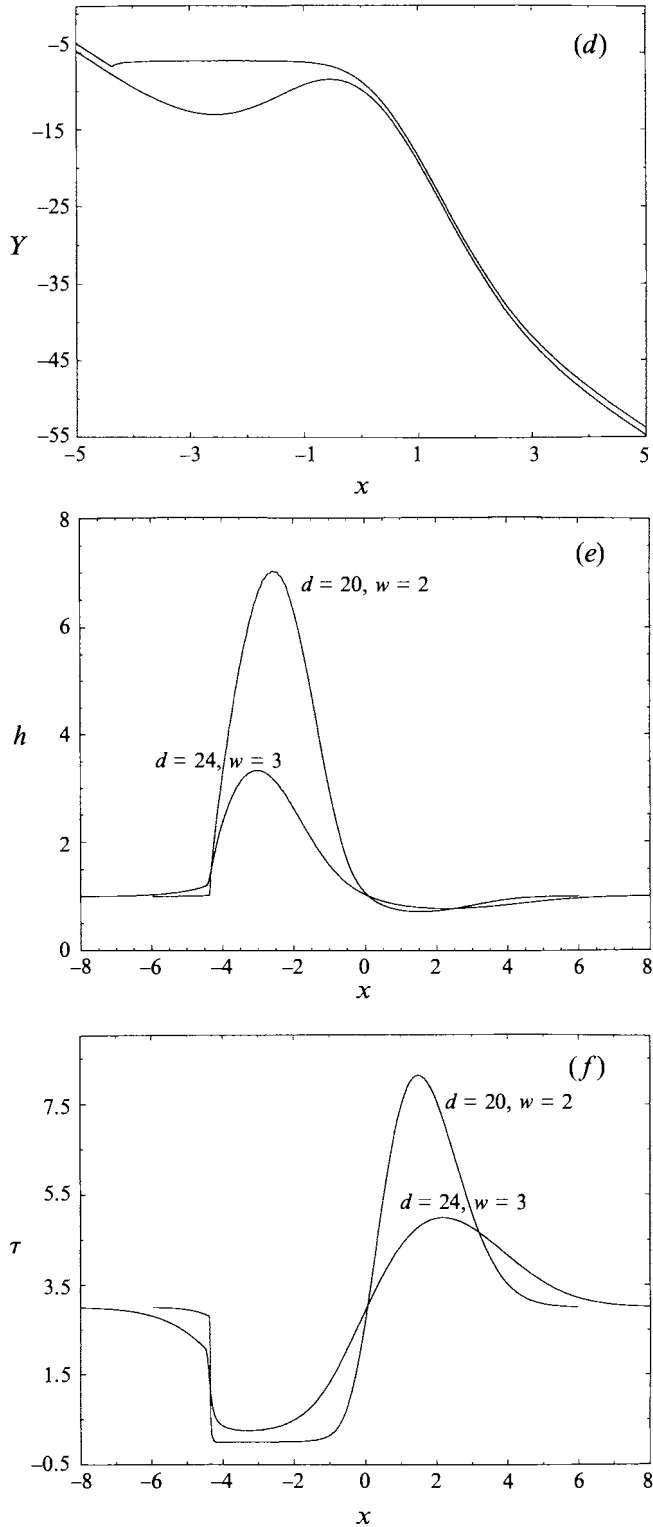 (d)
−5
−15
−25
−35
−45
−55
Y
−5 −3 −1 1 3 5
x
(e)
8
6
4
2
0
h
d = 20, w = 2
d = 24, w = 3
−8 −6 −4 −2 0 2 4 6 8
x
(f)
7.5
5.5
3.5
1.5
−0.5
τ
d = 20, w = 2
d = 24, w = 3
−8 −6 −4 −2 0 2 4 6 8
x